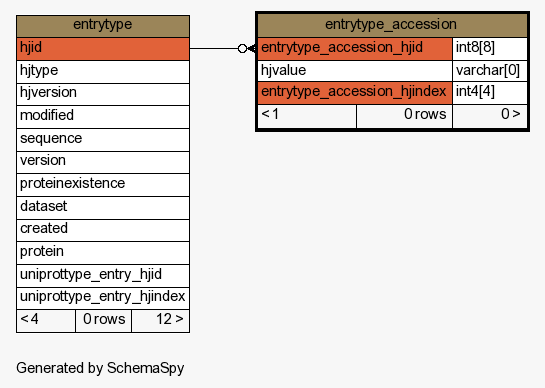 entrytype
hjid
hjtype
hjversion
modified
sequence
version
proteinexistence
dataset
created
protein
uniprottype_entry_hjid
uniprottype_entry_hjindex
< 4 0 rows 12 >
entrytype_accession
entrytype_accession_hjid int8[8]
hjvalue varchar[0]
entrytype_accession_hjindex int4[4]
< 1 0 rows 0 >
Generated by SchemaSpy